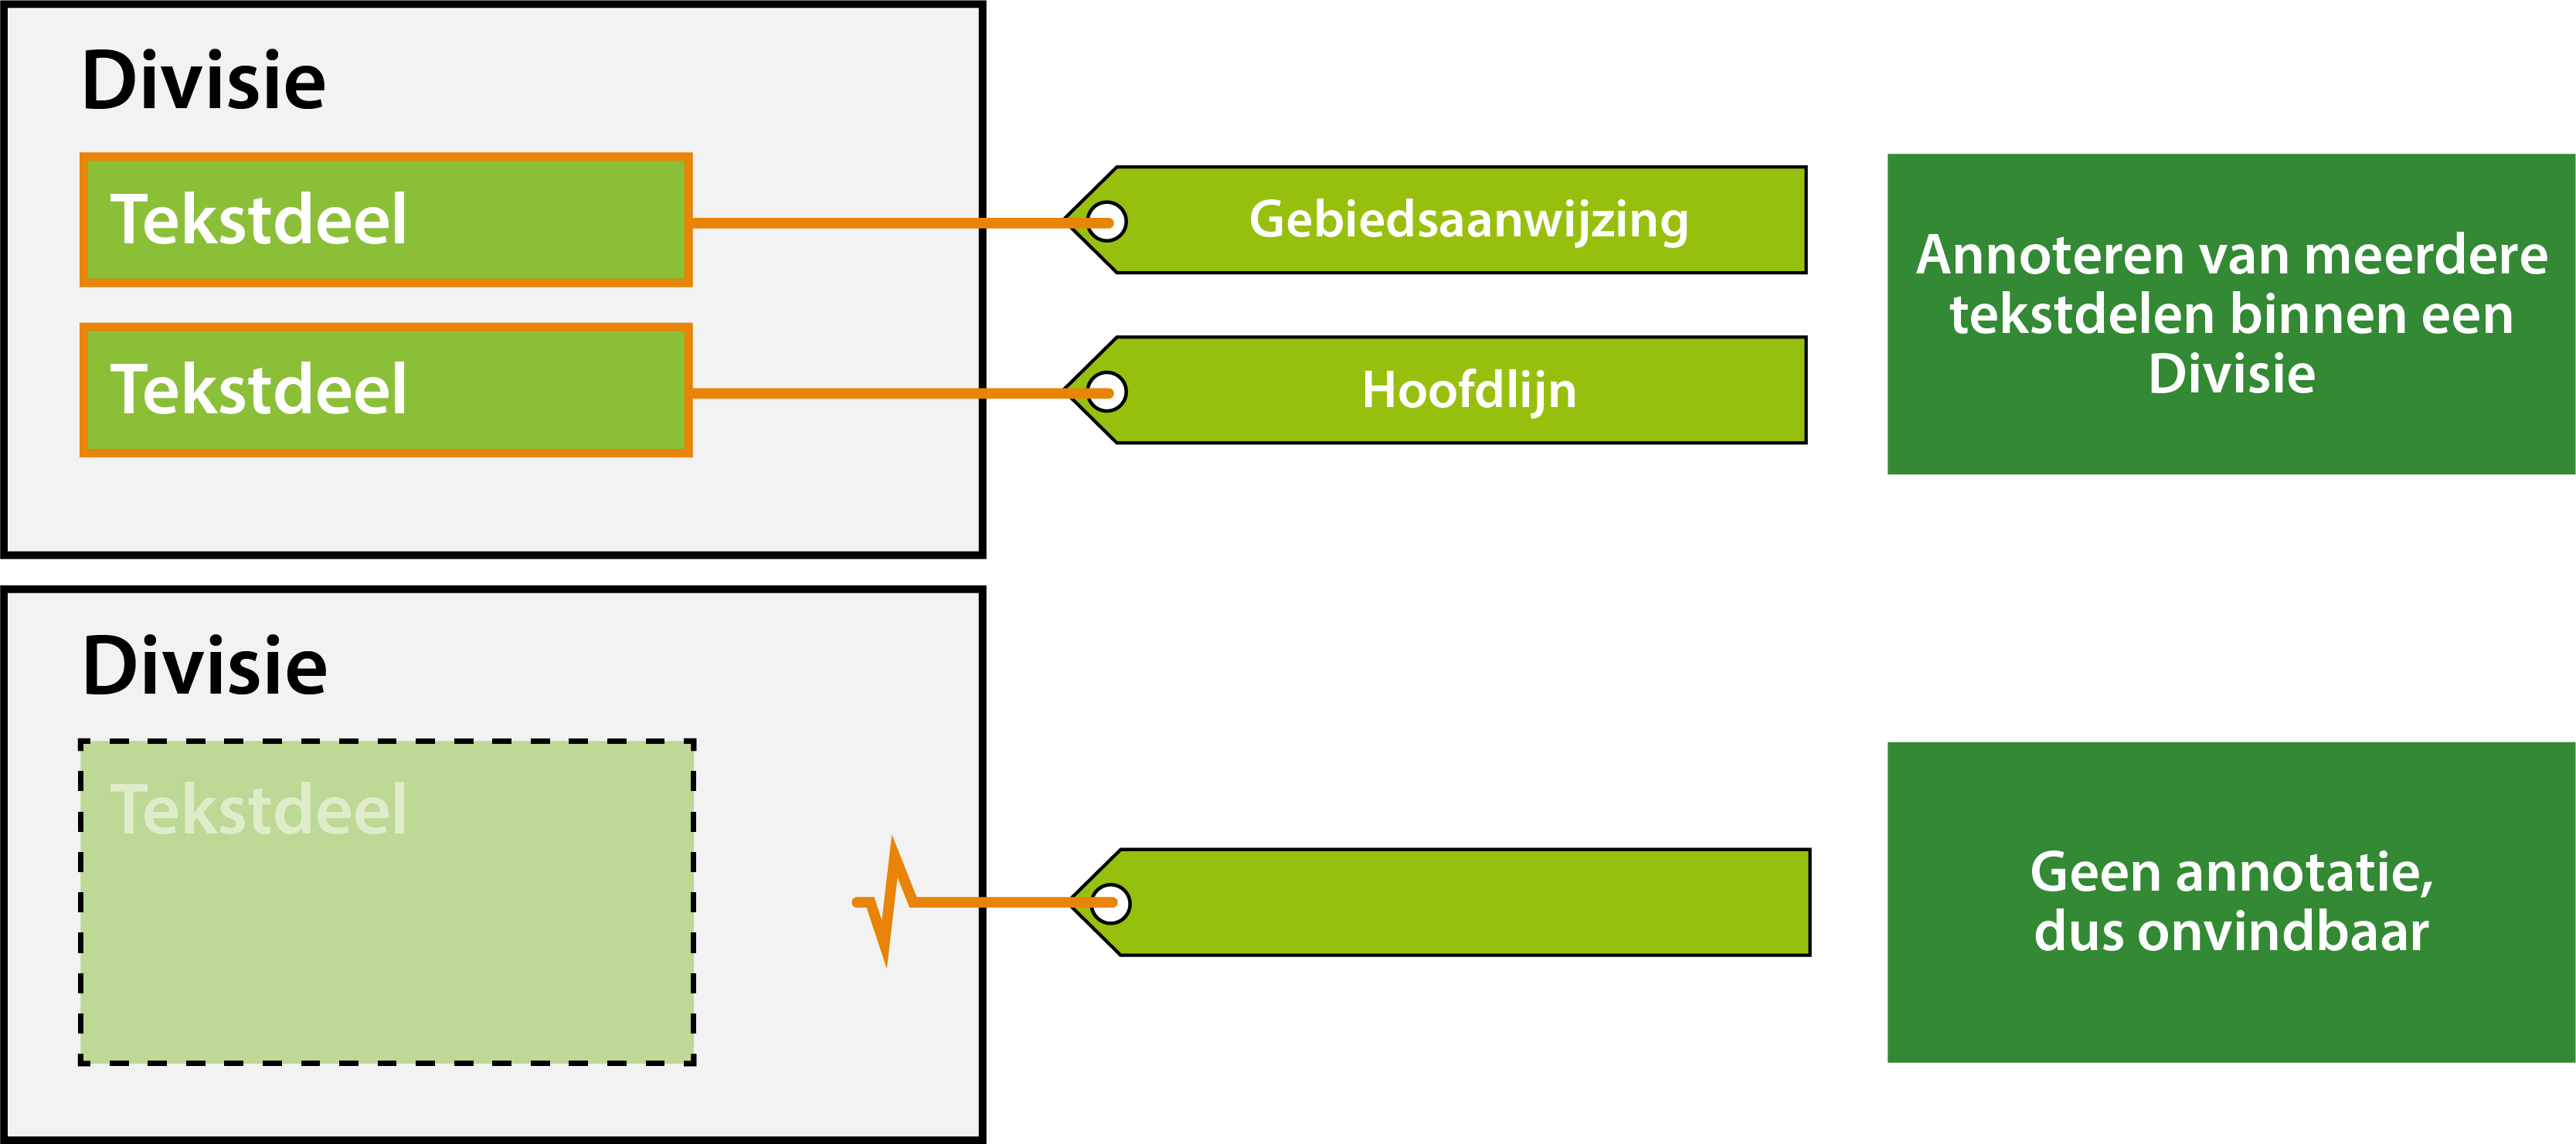 Divisie
Tekstdeel
Gebiedsaanwijzing
Tekstdeel
Hoofdlijn
Annoteren van meerdere
tekstdelen binnen een
Divisie
Divisie
Tekstdeel
Geen annotatie,
dus onvindbaar